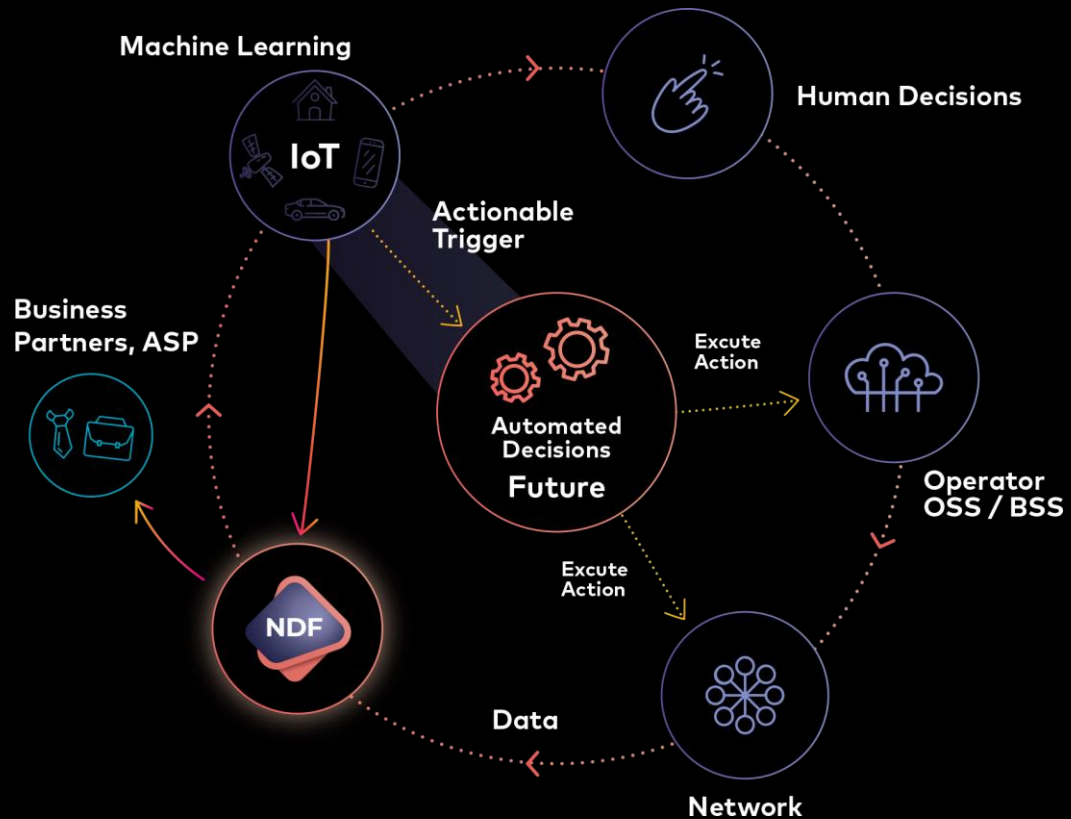 Machine Learning
IoT
Human Decisions
Actionable
Trigger
Business
Partners, ASP
Excute
Action
Automated
Decisions
Future
Operator
OSS / BSS
Excute
Action
NDF
Data
Network